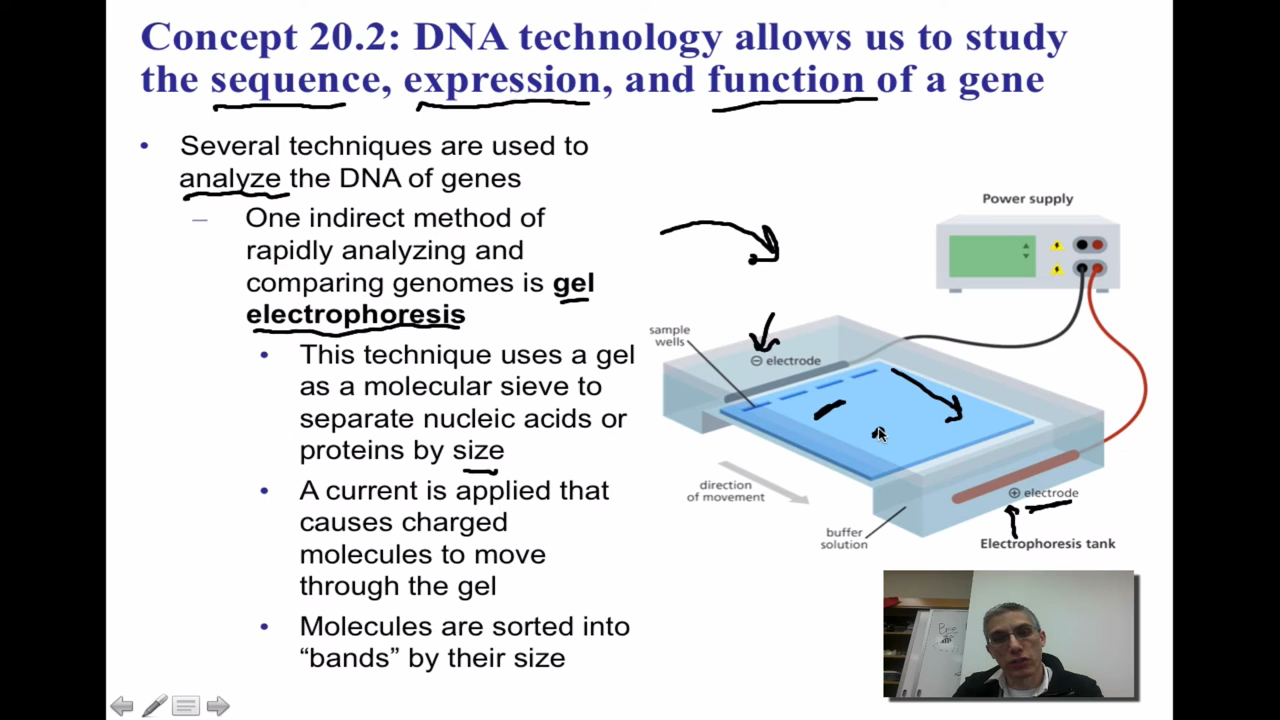 Concept 20.2: DNA technology allows us to study
the sequence, expression, and function of a gene
• Several techniques are used to
analyze the DNA of genes
– One indirect method of
rapidly analyzing and
comparing genomes is gel
electrophoresis
• This technique uses a gel
as a molecular sieve to
separate nucleic acids or
proteins by size
• A current is applied that
causes charged
molecules to move
through the gel
• Molecules are sorted into
“bands” by their size
Power supply
sample
wells
⊖ electrode
direction
of movement
⊕ electrode
buffer
solution
Electrophoresis tank